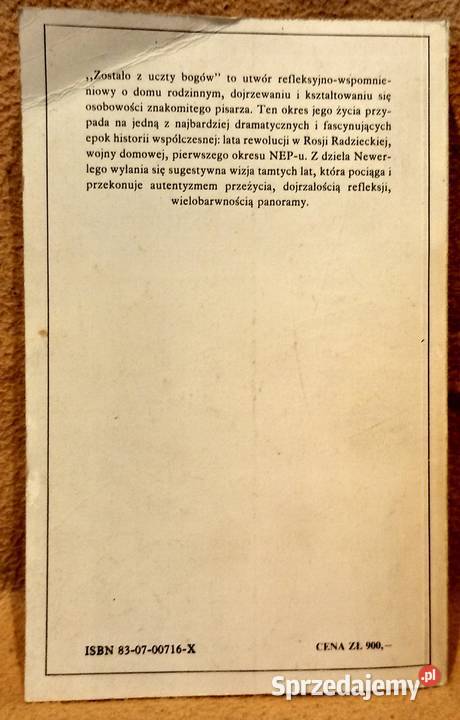 ,,Zostało z uczty bogów" to utwór refleksyjno-wspomnie-
niowy o domu rodzinnym, dojrzewaniu i kształtowaniu się
osobowości znakomitego pisarza. Ten okres jego życia przy-
pada na jedną z najbardziej dramatycznych i fascynujących
epok historii współczesnej: lata rewolucji w Rosji Radzieckiej,
wojny domowej, pierwszego okresu NEP-u. Z dzieła Newer-
lego wyłania się sugestywna wizja tamtych lat, która pociąga i
przekonuje autentyzmem przeżycia, dojrzałością refleksji,
wielobarwnością panoramy.
ISBN 83-07-00716-X
CENA ZŁ 900,—
Sprzedajemy.pl